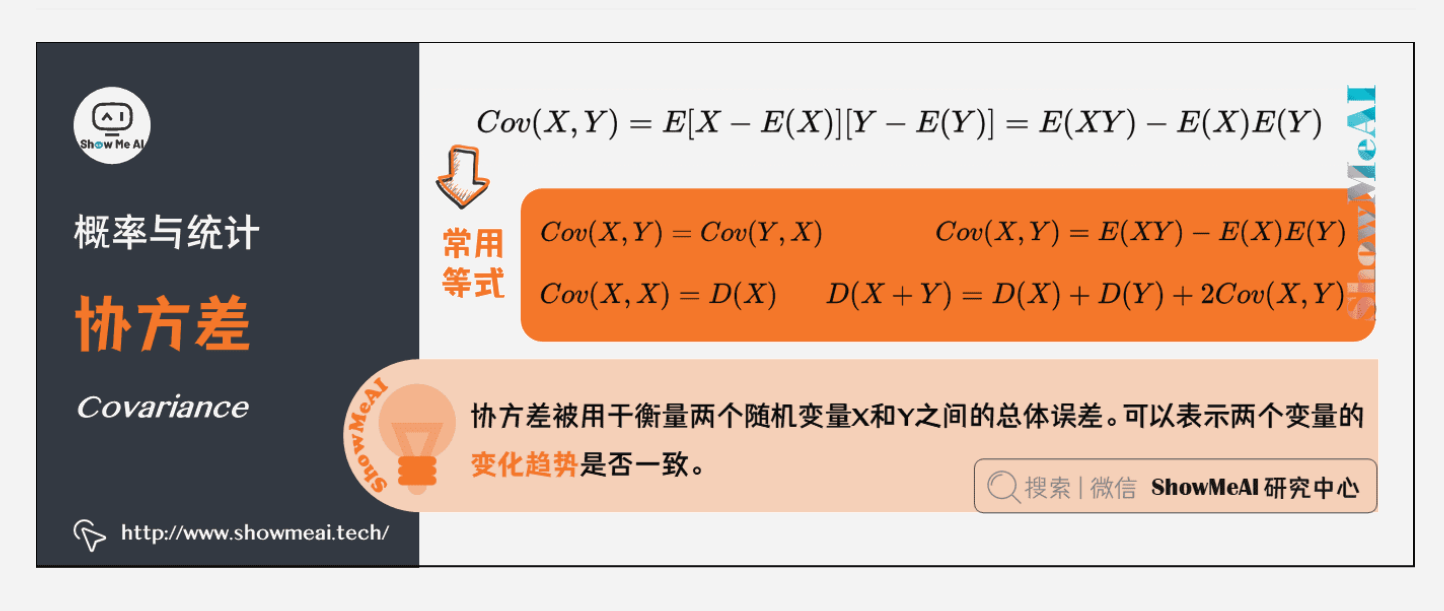 Show Me AI
概率与统计
协方差
Covariance
http://www.showmeai.tech/
Cov(X, Y) = E[X − E(X)][Y − E(Y)] = E(XY) − E(X)E(Y)
常用
等式
Cov(X, Y) = Cov(Y, X) Cov(X, Y) = E(XY) − E(X)E(Y)
Cov(X, X) = D(X) D(X + Y) = D(X) + D(Y) + 2Cov(X, Y)
ShowMeAI
ShowMeAI
协方差被用于衡量两个随机变量X和Y之间的总体误差。可以表示两个变量的
变化趋势是否一致。
搜索 | 微信 ShowMeAI 研究中心